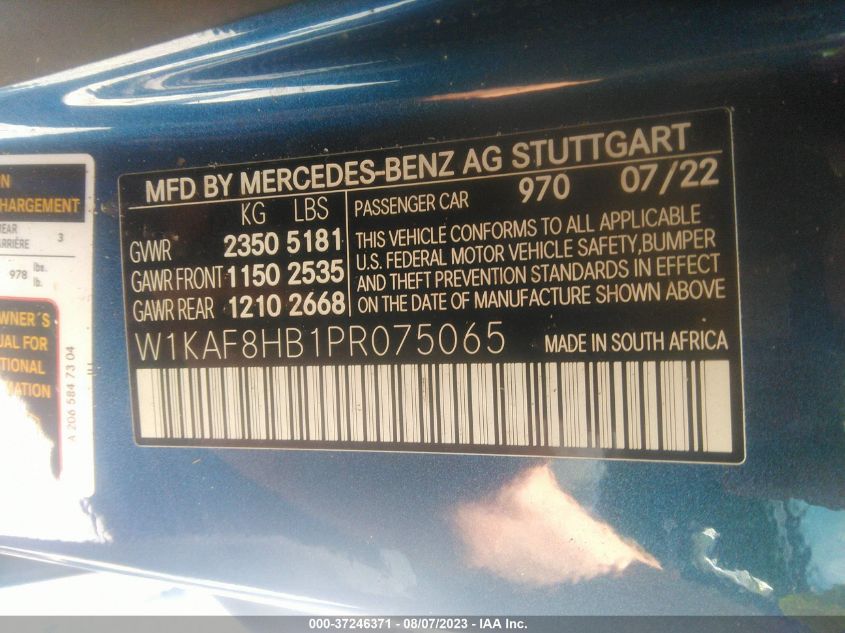 ON
CHARGEMENT
REAR
ARRIÈRE 3
978 lbs.
lb.
WNER´S
UAL FOR
TIONAL
MATION
A 206 584 73 04
MFD BY MERCEDES-BENZ AG STUTTGART
KG LBS
PASSENGER CAR 970 07/22
GVWR 2350 5181
GAWR FRONT 1150 2535
GAWR REAR 1210 2668
THIS VEHICLE CONFORMS TO ALL APPLICABLE
U.S. FEDERAL MOTOR VEHICLE SAFETY,BUMPER
AND THEFT PREVENTION STANDARDS IN EFFECT
ON THE DATE OF MANUFACTURE SHOWN ABOVE
W1KAF8HB1PR075065 MADE IN SOUTH AFRICA
000-37246371 - 08/07/2023 - IAA Inc.